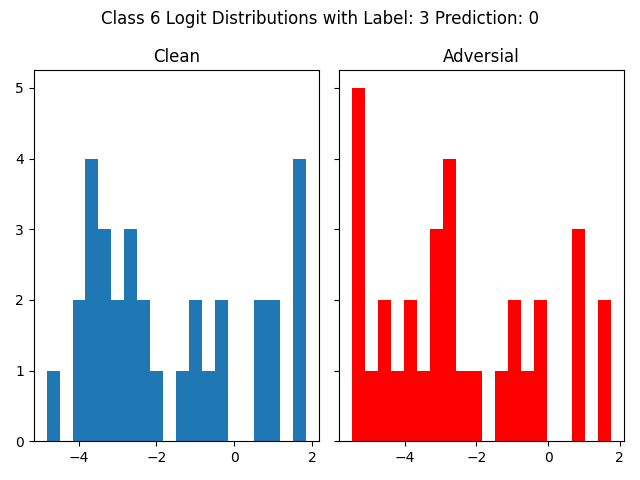 Class 6 Logit Distributions with Label: 3 Prediction: 0
Clean
Adversial
5
4
3
2
1
0
−4 −2 0 2
−4 −2 0 2